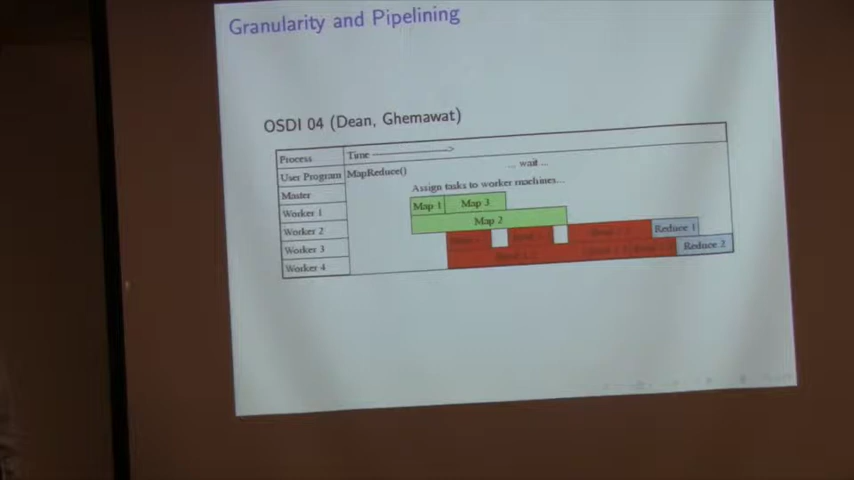 Granularity and Pipelining
OSDI 04 (Dean, Ghemawat)
Process
Time ------------------>
User Program
MapReduce()
... wait ...
Master
Assign tasks to worker machines...
Worker 1
Map 1
Map 3
Worker 2
Map 2
Worker 3
Reduce 1
Worker 4
Reduce 2